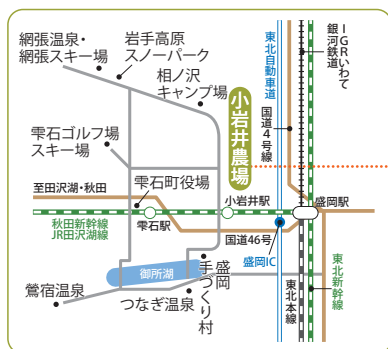 網張温泉・
網張スキー場
岩手高原
スノーパーク
相ノ沢
キャンプ場
小岩井農場
東北自動車道
国道4号線
IGRいわて
銀河鉄道
雫石ゴルフ場
スキー場
至田沢湖・秋田
雫石町役場
小岩井駅
盛岡駅
秋田新幹線
JR田沢湖線
雫石駅
国道46号
盛岡IC
御所湖
盛岡
手づくり村
鶯宿温泉
つなぎ温泉
東北本線
東北新幹線